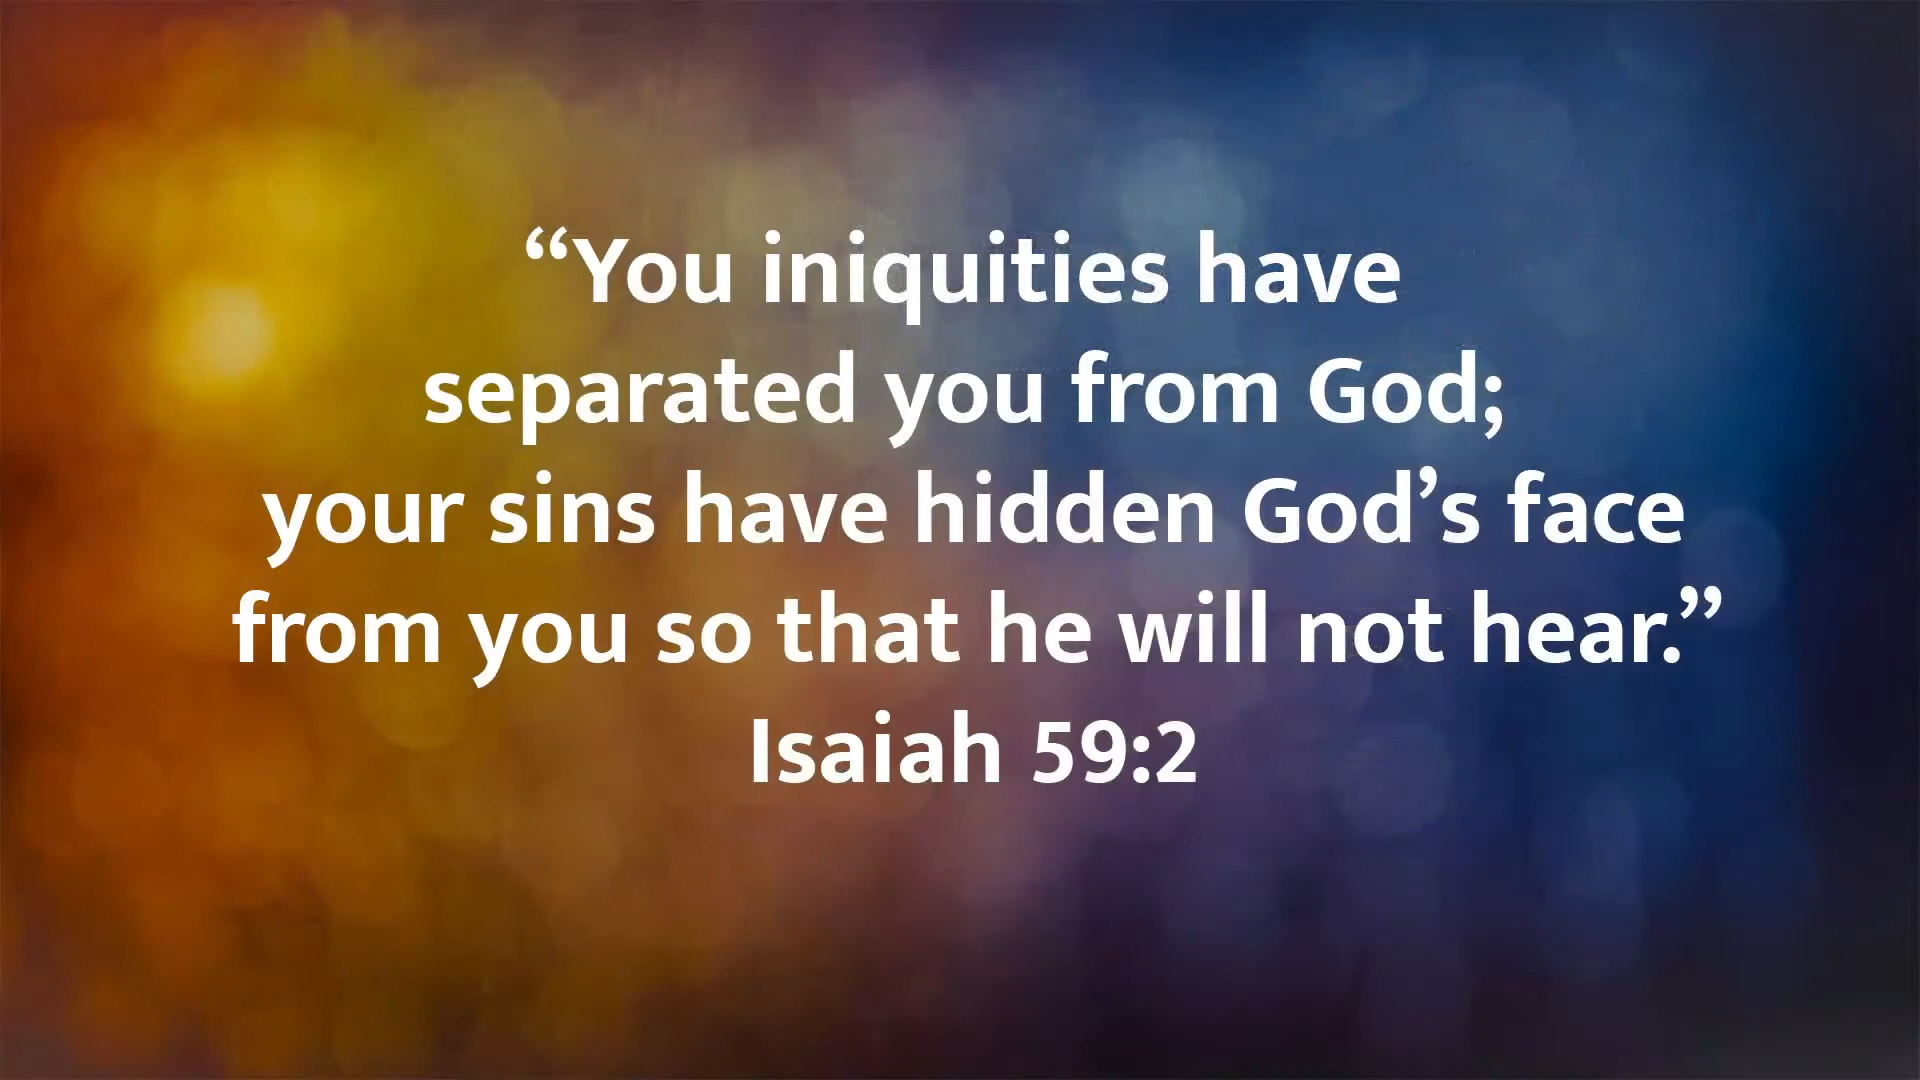 “You iniquities have
separated you from God;
your sins have hidden God’s face
from you so that he will not hear.”
Isaiah 59:2